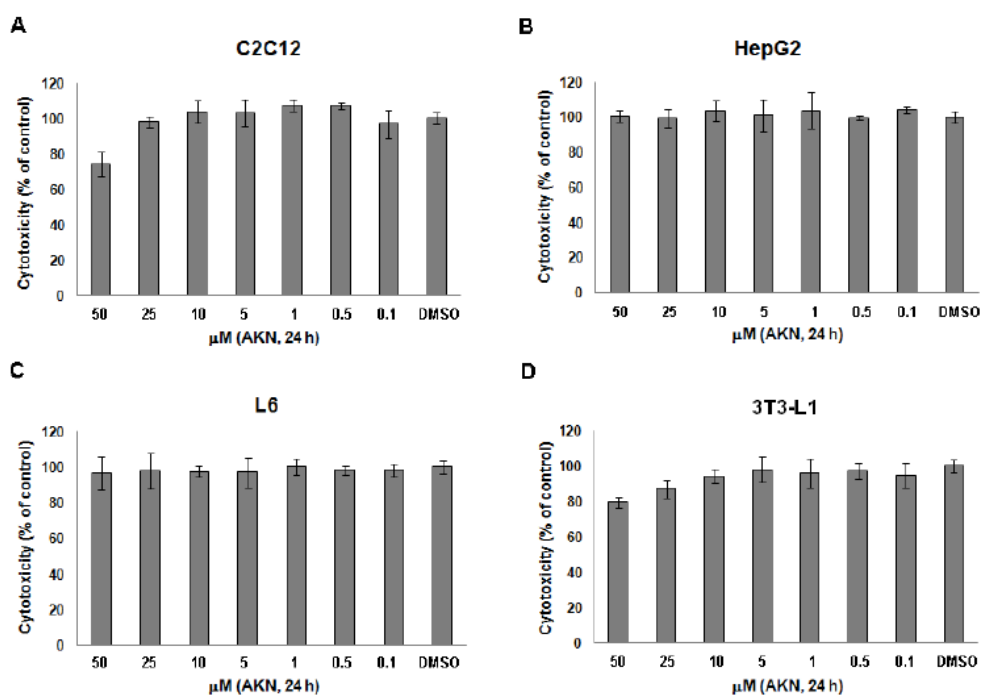 A
C2C12
Cytotoxicity (% of control)
120
100
80
60
40
20
0
50 25 10 5 1 0.5 0.1 DMSO
μM (AKN, 24 h)
B
HepG2
Cytotoxicity (% of control)
120
100
80
60
40
20
0
50 25 10 5 1 0.5 0.1 DMSO
μM (AKN, 24 h)
C
L6
Cytotoxicity (% of control)
120
100
80
60
40
20
0
50 25 10 5 1 0.5 0.1 DMSO
μM (AKN, 24 h)
D
3T3-L1
Cytotoxicity (% of control)
120
100
80
60
40
20
0
50 25 10 5 1 0.5 0.1 DMSO
μM (AKN, 24 h)